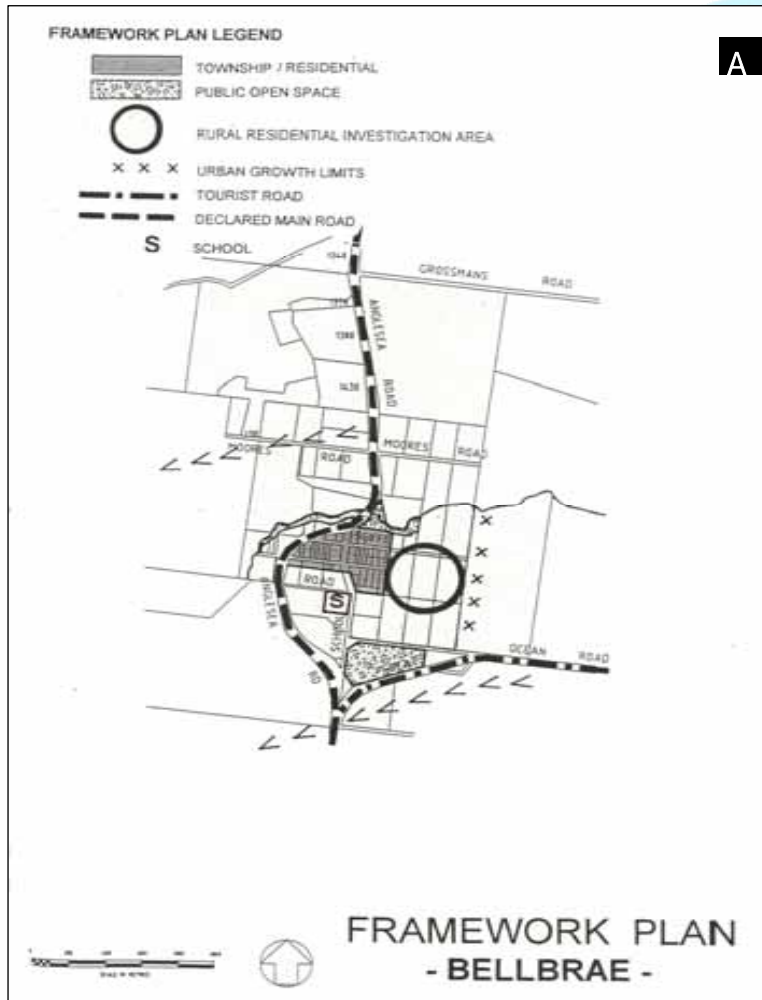 FRAMEWORK PLAN LEGEND
A
TOWNSHIP / RESIDENTIAL
PUBLIC OPEN SPACE
RURAL RESIDENTIAL INVESTIGATION AREA
X X X URBAN GROWTH LIMITS
TOURIST ROAD
DECLARED MAIN ROAD
S SCHOOL
GROSSMANS ROAD
ANGLESEA ROAD
MOORES ROAD
MOORES ROAD
ROAD
S
SCHOOL
ANGLESEA RD
OCEAN ROAD
FRAMEWORK PLAN
- BELLBRAE -